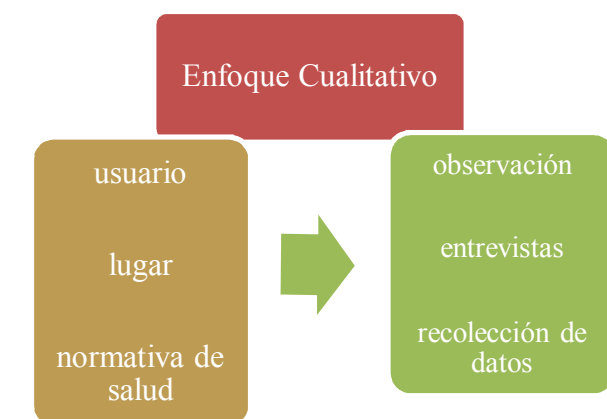 Enfoque Cualitativo
usuario
lugar
normativa de
salud
observación
entrevistas
recolección de
datos